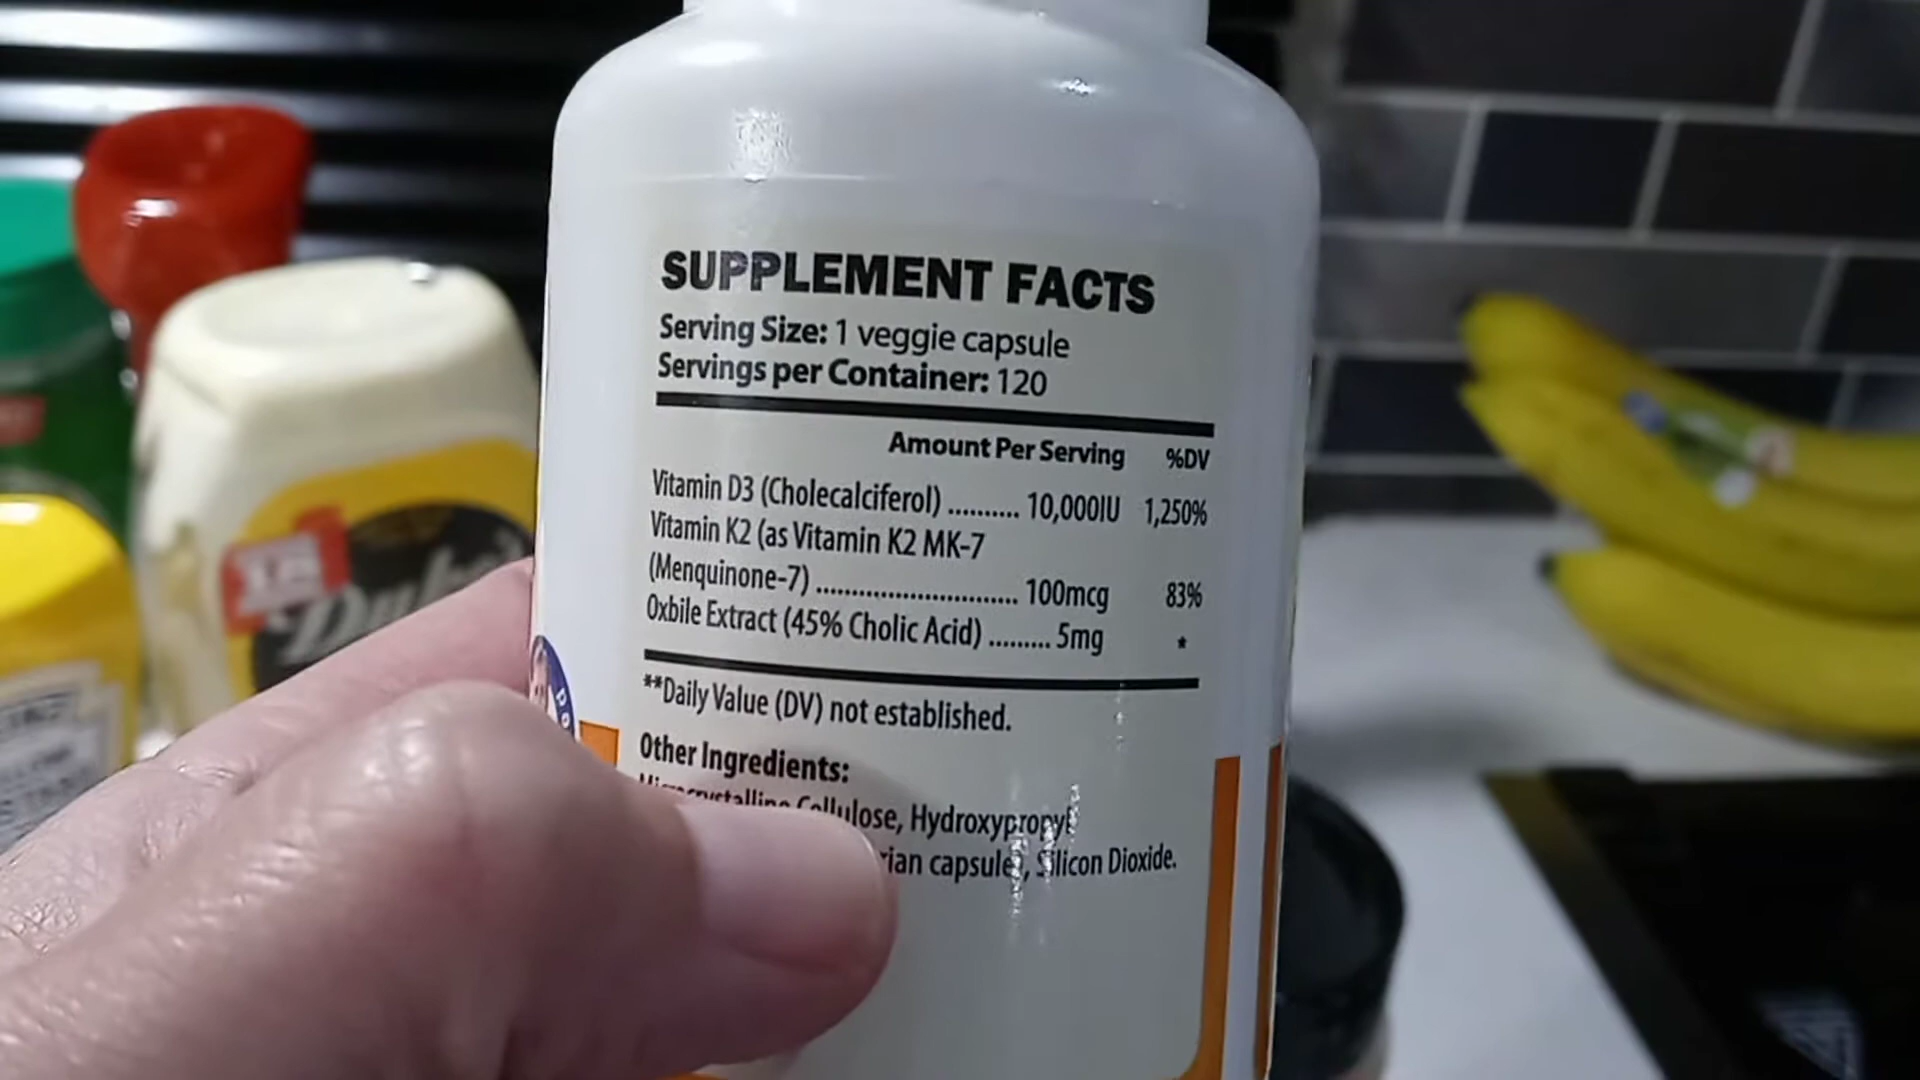 SUPPLEMENT FACTS
Serving Size: 1 veggie capsule
Servings per Container: 120
Amount Per Serving %DV
Vitamin D3 (Cholecalciferol) .......... 10,000IU 1,250%
Vitamin K2 (as Vitamin K2 MK-7
(Menquinone-7) ............................ 100mcg 83%
Oxbile Extract (45% Cholic Acid) ......... 5mg *
**Daily Value (DV) not established.
Other Ingredients:
Microcrystalline Cellulose, Hydroxypropyl
capsule), Silicon Dioxide.